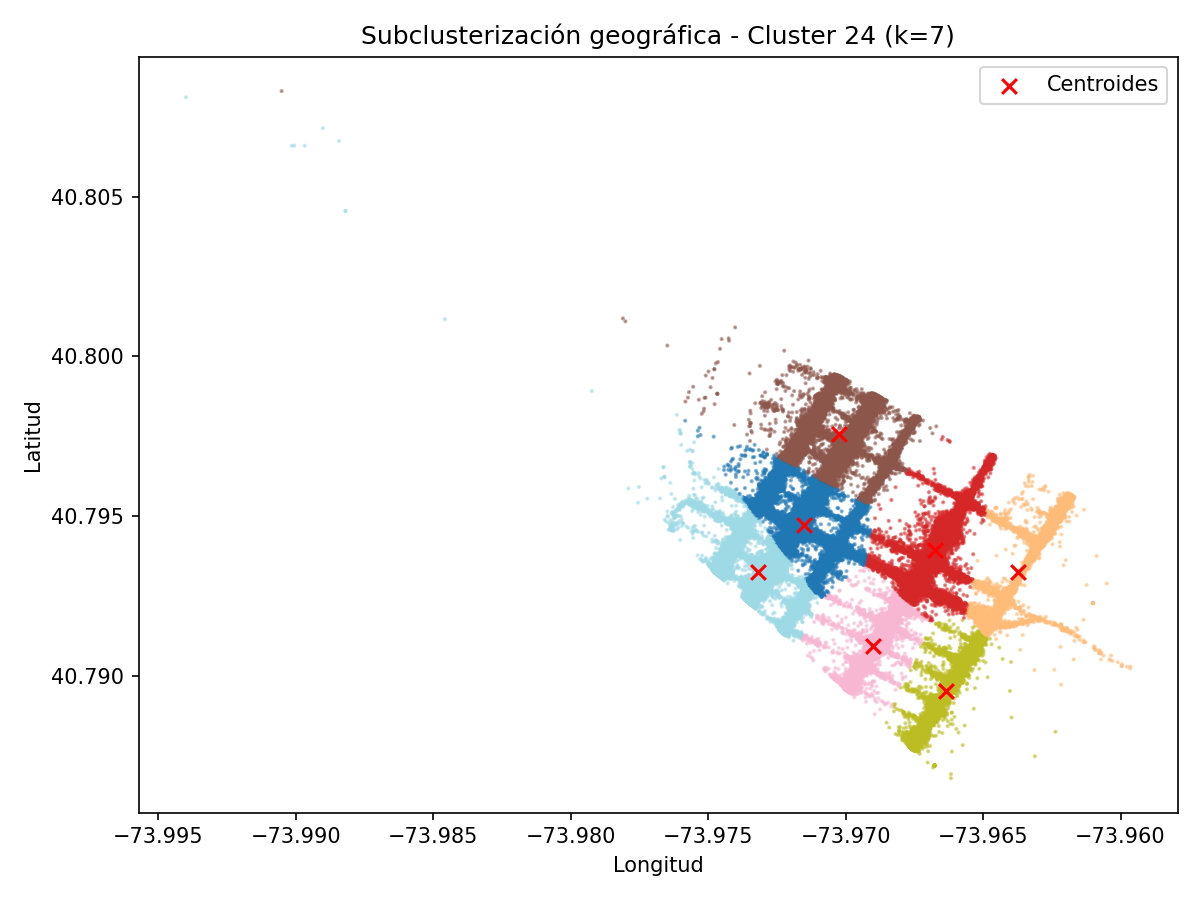 Subclusterización geográfica - Cluster 24 (k=7)
Centroides
40.805
40.800
40.795
40.790
Latitud
−73.995 −73.990 −73.985 −73.980 −73.975 −73.970 −73.965 −73.960
Longitud